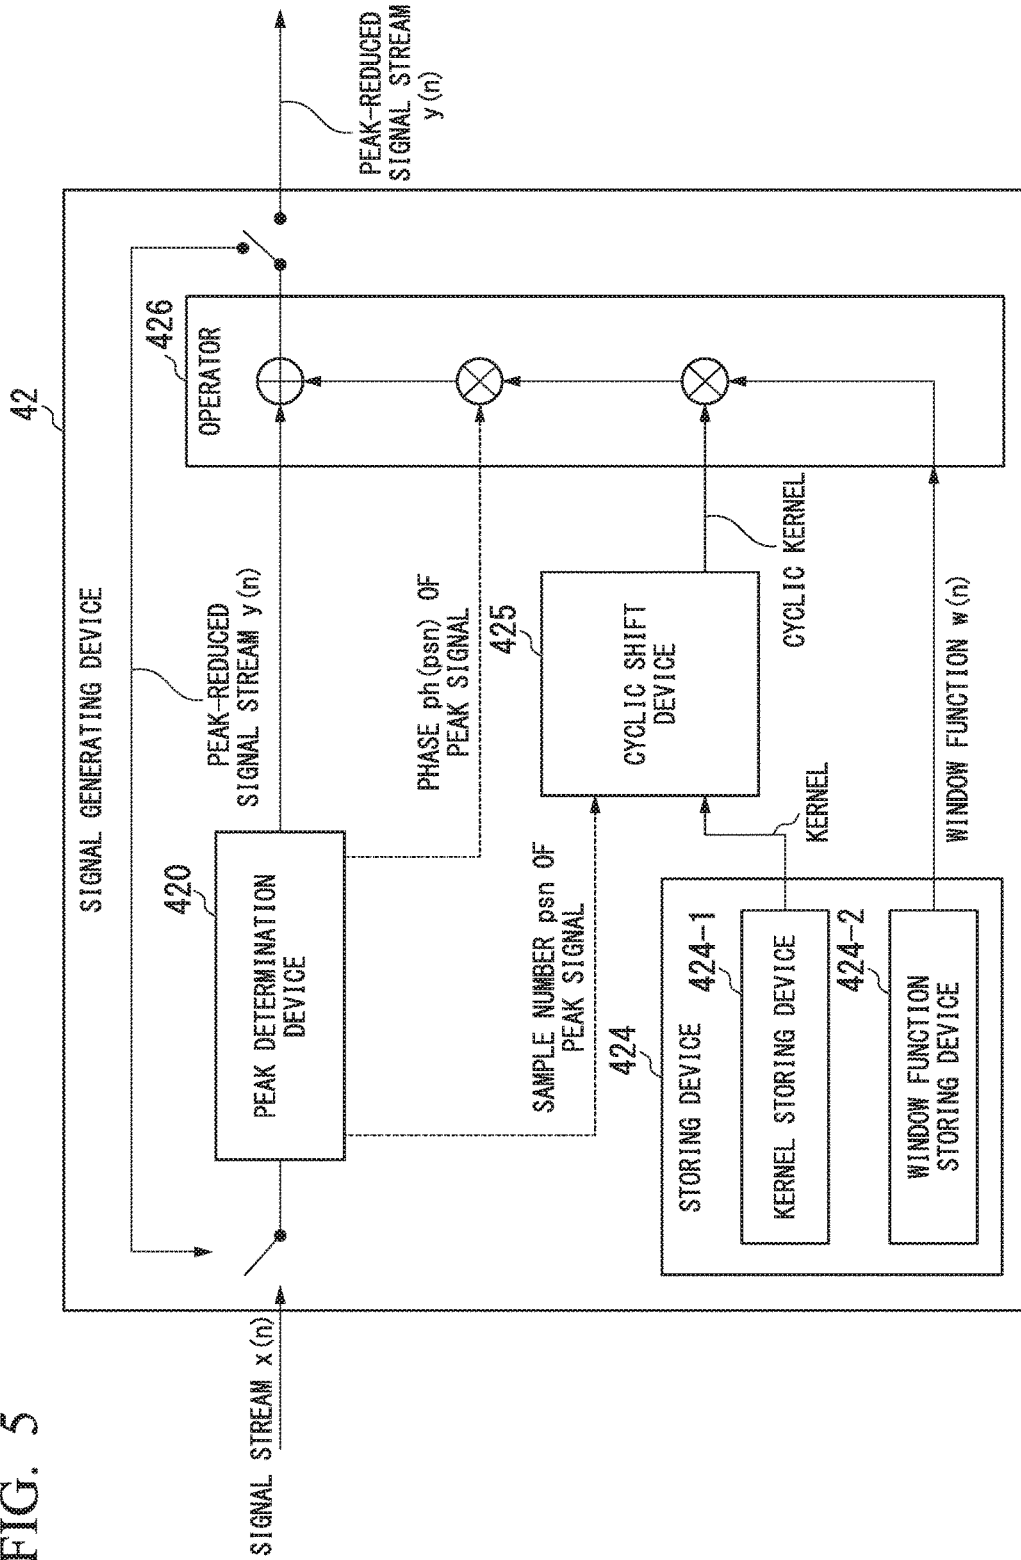 FIG. 5
42
SIGNAL GENERATING DEVICE
SIGNAL STREAM x(n)
420
PEAK DETERMINATION
DEVICE
PEAK-REDUCED
SIGNAL STREAM y(n)
426
OPERATOR
PEAK-REDUCED
SIGNAL STREAM
y(n)
PHASE ph(psn) OF
PEAK SIGNAL
SAMPLE NUMBER psn OF
PEAK SIGNAL
425
CYCLIC SHIFT
DEVICE
CYCLIC KERNEL
KERNEL
424
STORING DEVICE
424-1
KERNEL STORING DEVICE
424-2
WINDOW FUNCTION
STORING DEVICE
WINDOW FUNCTION w(n)